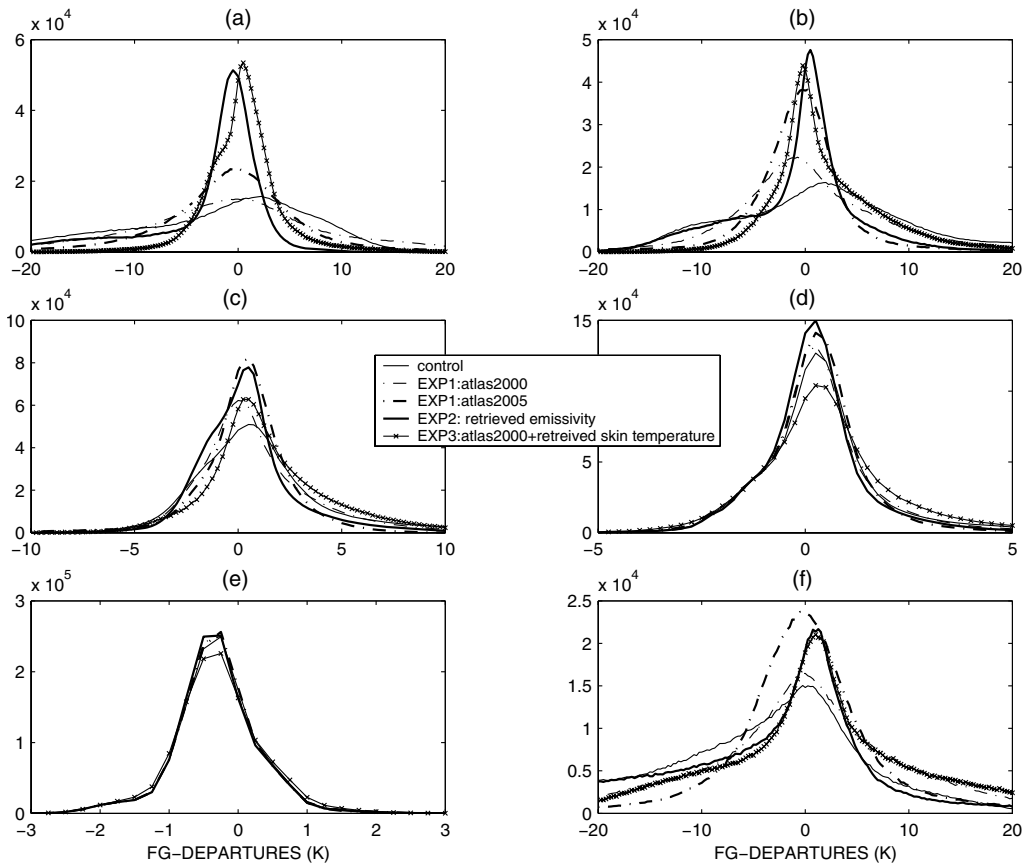 (a)
x 10^4
6
4
2
0
−20 −10 0 10 20
(b)
x 10^4
5
4
3
2
1
0
−20 −10 0 10 20
(c)
x 10^4
10
8
6
4
2
0
−10 −5 0 5 10
(d)
x 10^4
15
5
0
−5 0 5
control
EXP1:atlas2000
EXP1:atlas2005
EXP2: retrieved emissivity
EXP3:atlas2000+retreived skin temperature
(e)
x 10^5
3
2
1
0
−3 −2 −1 0 1 2 3
FG−DEPARTURES (K)
(f)
x 10^4
2.5
2
1.5
1
0.5
0
−20 −10 0 10 20
FG−DEPARTURES (K)